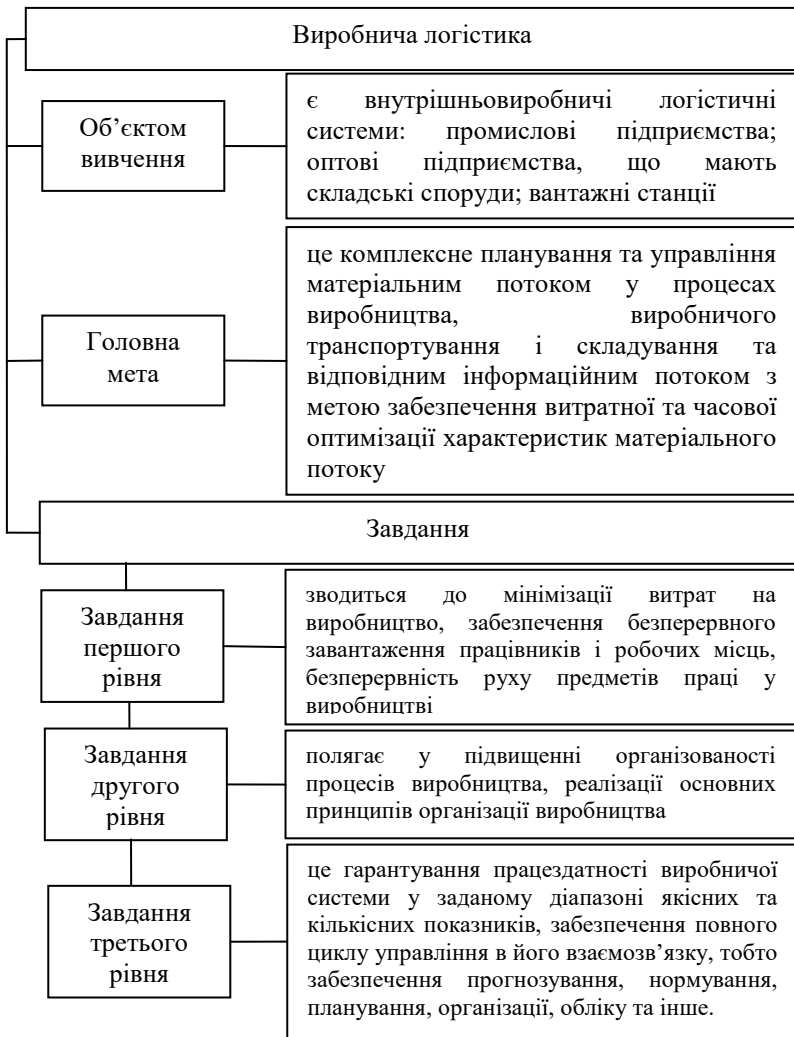 Виробнича логістика
Об’єктом
вивчення
є внутрішньовиробничі логістичні
системи: промислові підприємства;
оптові підприємства, що мають
складські споруди; вантажні станції
Головна
мета
це комплексне планування та управління
матеріальним потоком у процесах
виробництва, виробничого
транспортування і складування та
відповідним інформаційним потоком з
метою забезпечення витратної та часової
оптимізації характеристик матеріального
потоку
Завдання
Завдання
першого
рівня
зводиться до мінімізації витрат на
виробництво, забезпечення безперервного
завантаження працівників і робочих місць,
безперервність руху предметів праці у
виробництві
Завдання
другого
рівня
полягає у підвищенні організованості
процесів виробництва, реалізації основних
принципів організації виробництва
Завдання
третього
рівня
це гарантування працездатності виробничої
системи у заданому діапазоні якісних та
кількісних показників, забезпечення повного
циклу управління в його взаємозв’язку, тобто
забезпечення прогнозування, нормування,
планування, організації, обліку та інше.